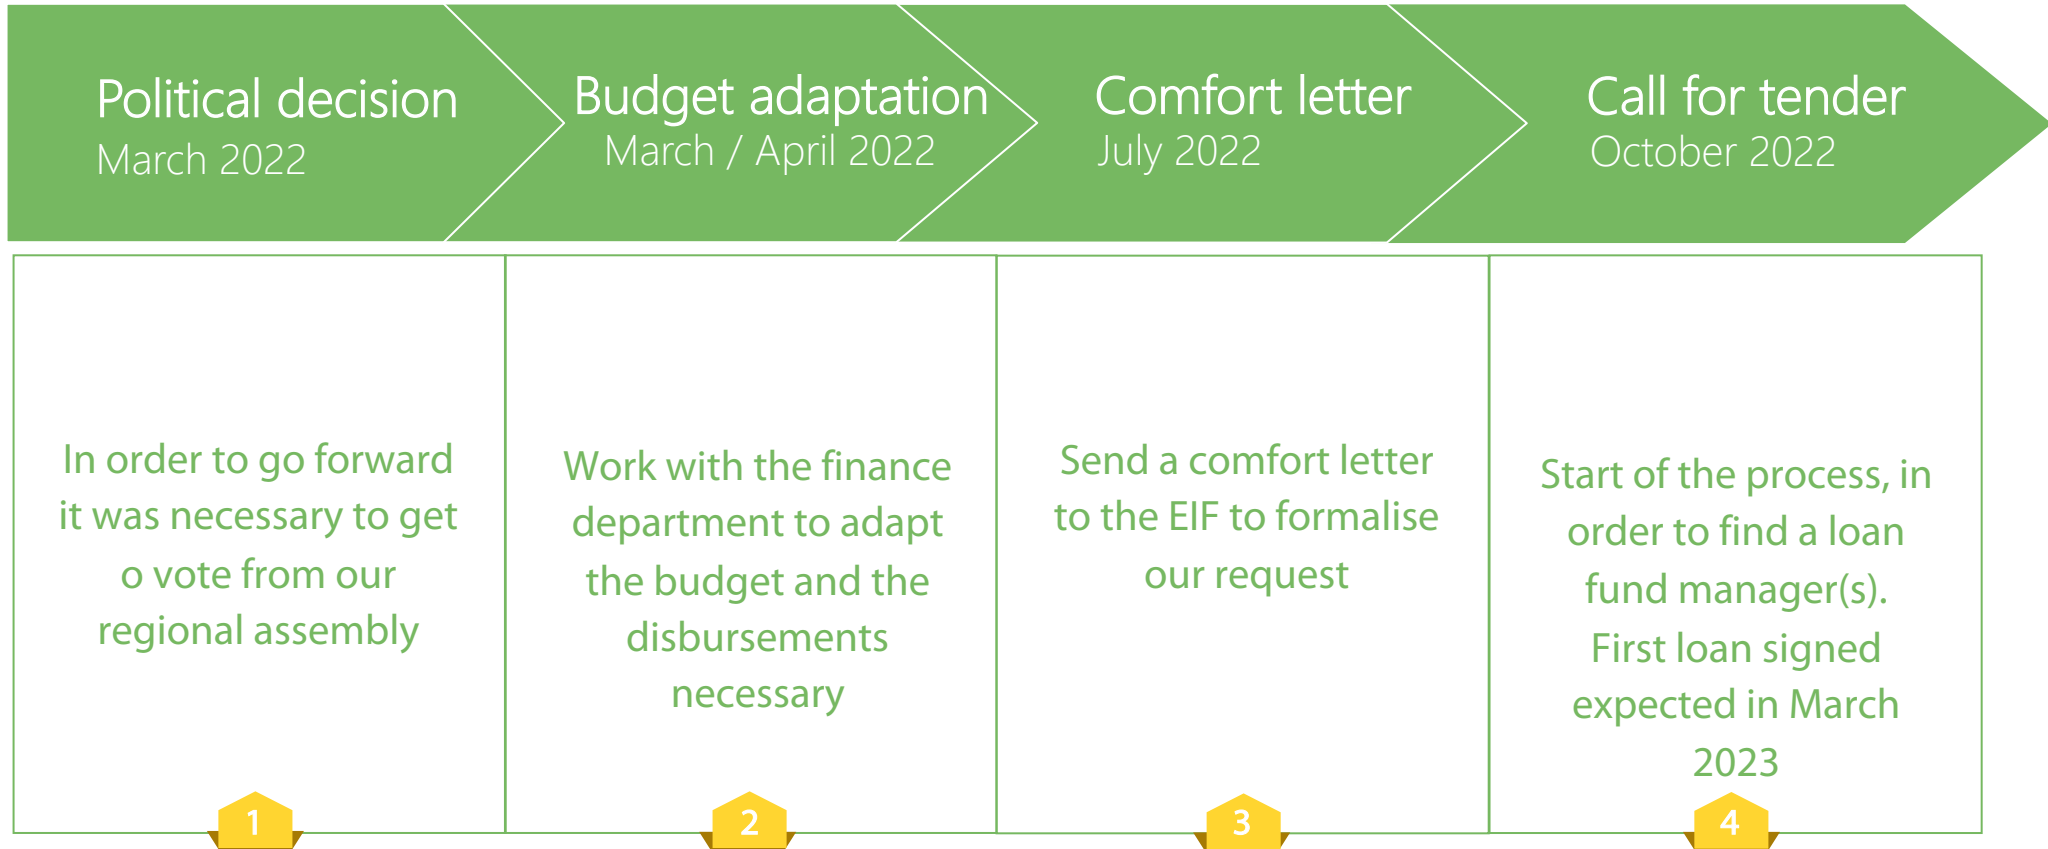 Political decision
March 2022
Budget adaptation
March / April 2022
Comfort letter
July 2022
Call for tender
October 2022
In order to go forward
it was necessary to get
o vote from our
regional assembly
1
Work with the finance
department to adapt
the budget and the
disbursements
necessary
2
Send a comfort letter
to the EIF to formalise
our request
3
Start of the process, in
order to find a loan
fund manager(s).
First loan signed
expected in March
2023
4